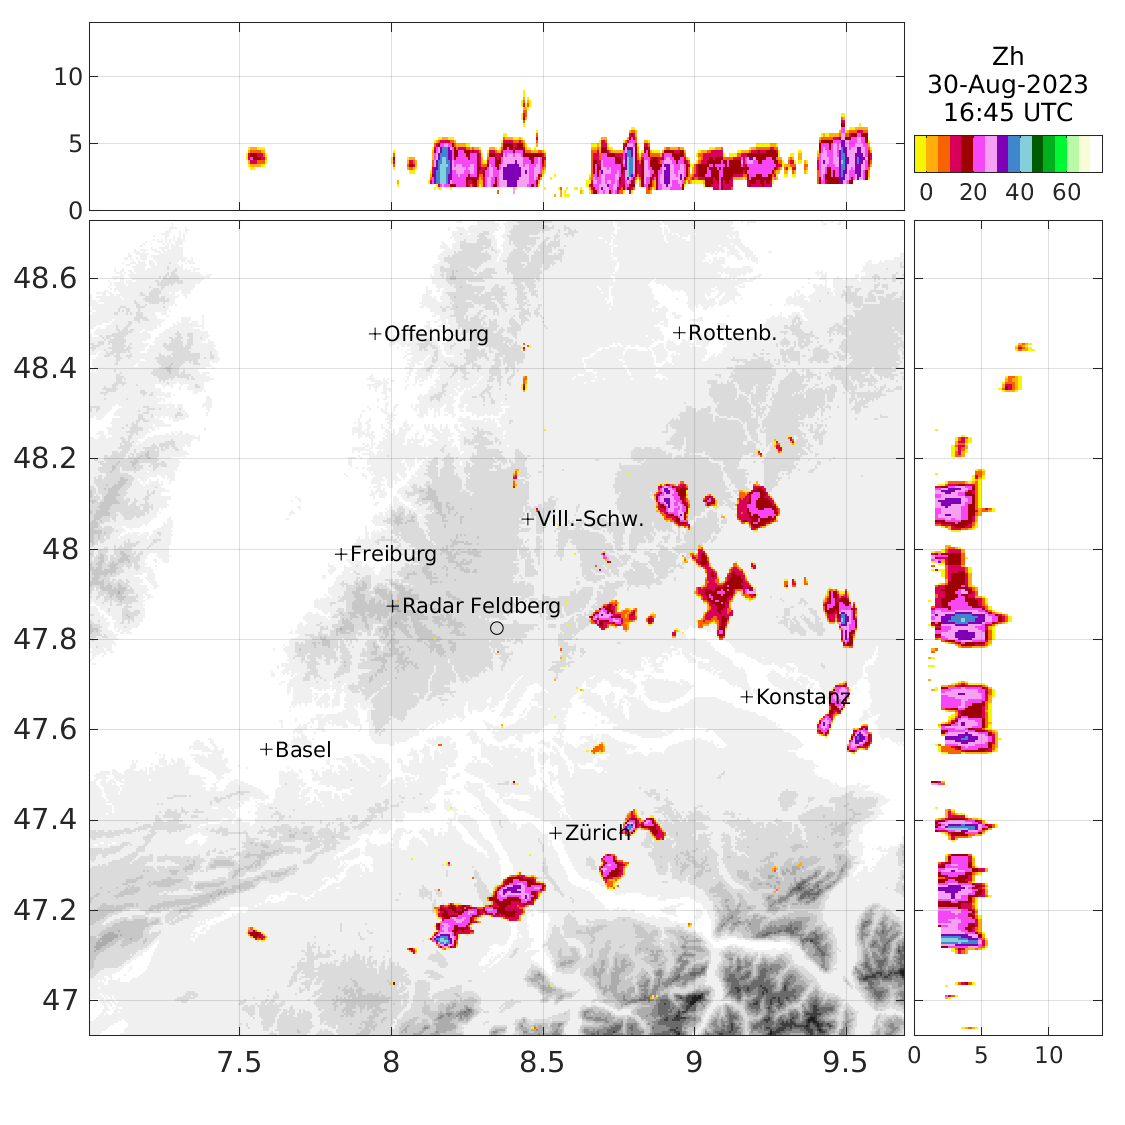 10
5
0
Zh
30-Aug-2023
16:45 UTC
0 20 40 60
48.6
48.4
48.2
48
47.8
47.6
47.4
47.2
47
+Offenburg
+Rottenb.
+Vill.-Schw.
+Freiburg
+Radar Feldberg
+Konstanz
+Basel
+Zürich
7.5 8 8.5 9 9.5
0 5 10